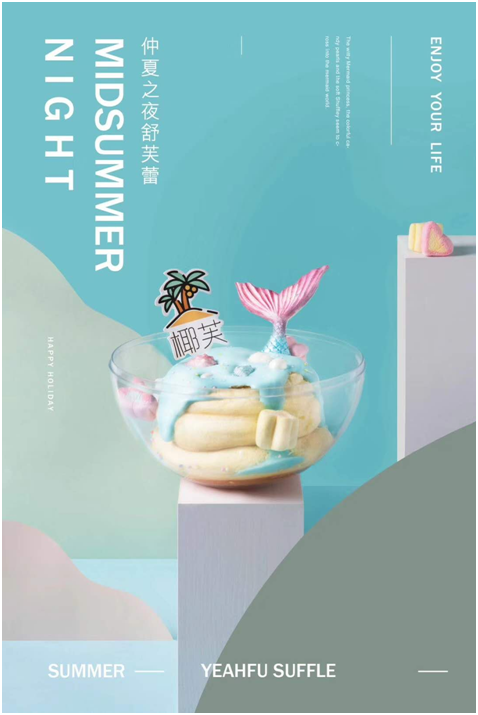 仲夏之夜舒芙蕾
MIDSUMMER
NIGHT
ENJOY YOUR LIFE
HAPPY HOLIDAY
椰芙
SUMMER
YEAHFU SUFFLE